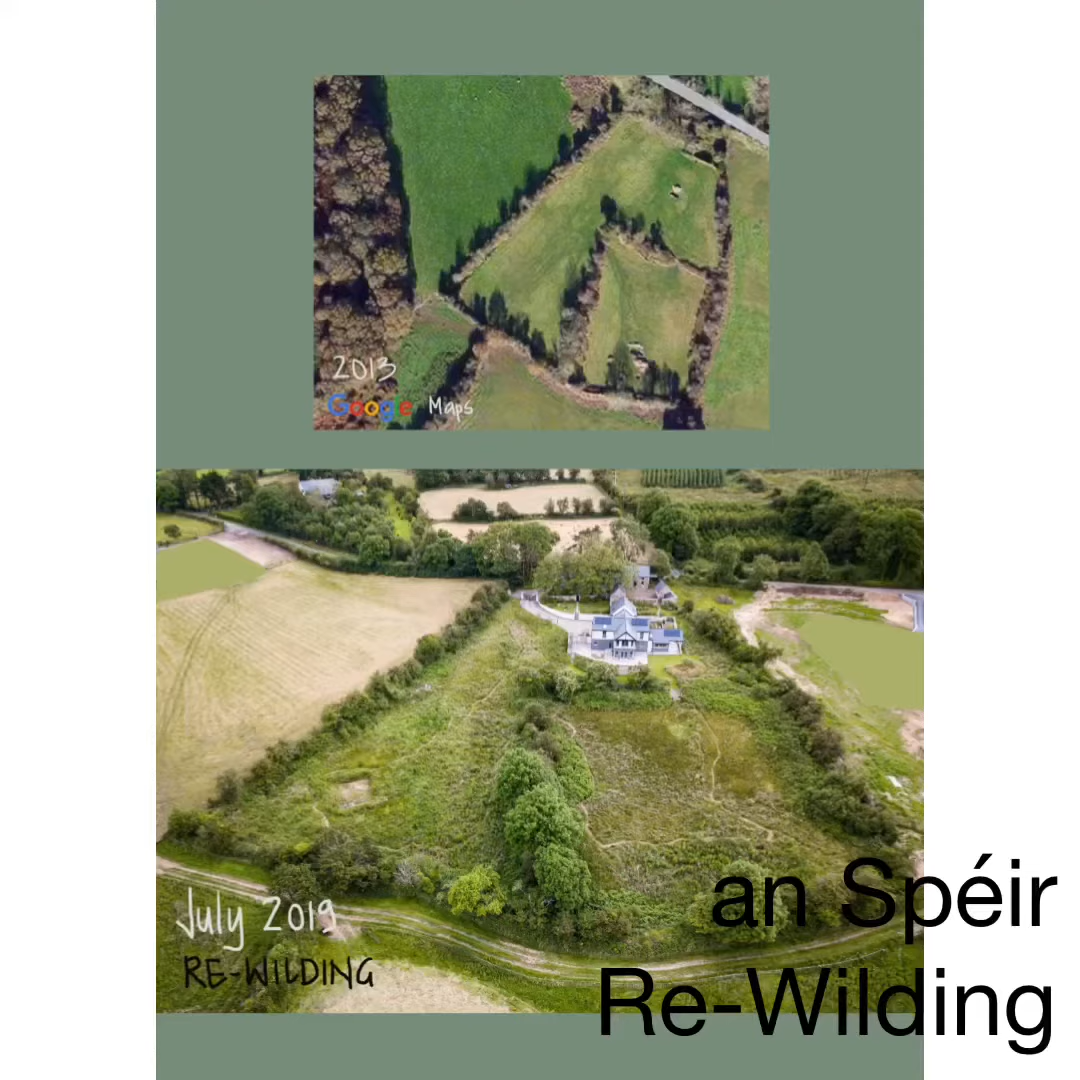 2013
Google Maps
July 2019
RE-WILDING
an Spéir
Re-Wilding